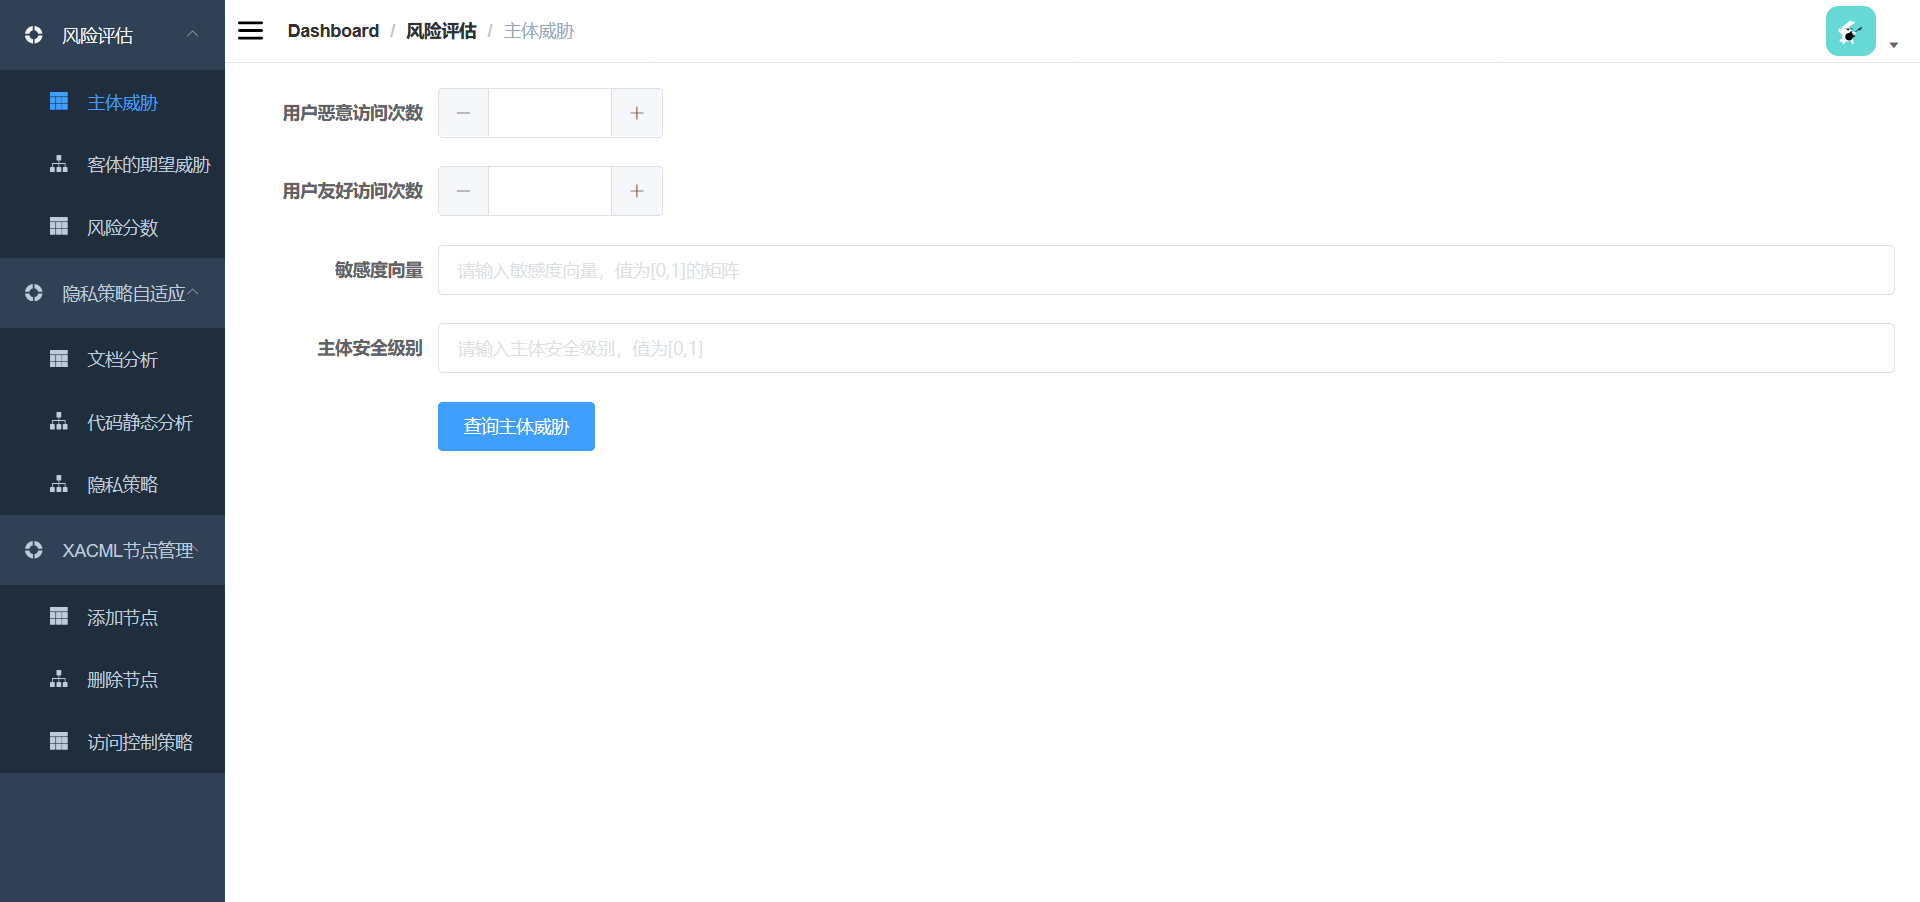 风险评估
主体威胁
客体的期望威胁
风险分数
隐私策略自适应
文档分析
代码静态分析
隐私策略
XACML节点管理
添加节点
删除节点
访问控制策略
Dashboard / 风险评估 / 主体威胁
用户恶意访问次数
用户友好访问次数
敏感度向量 请输入敏感度向量，值为[0,1]的矩阵
主体安全级别 请输入主体安全级别，值为[0,1]
查询主体威胁